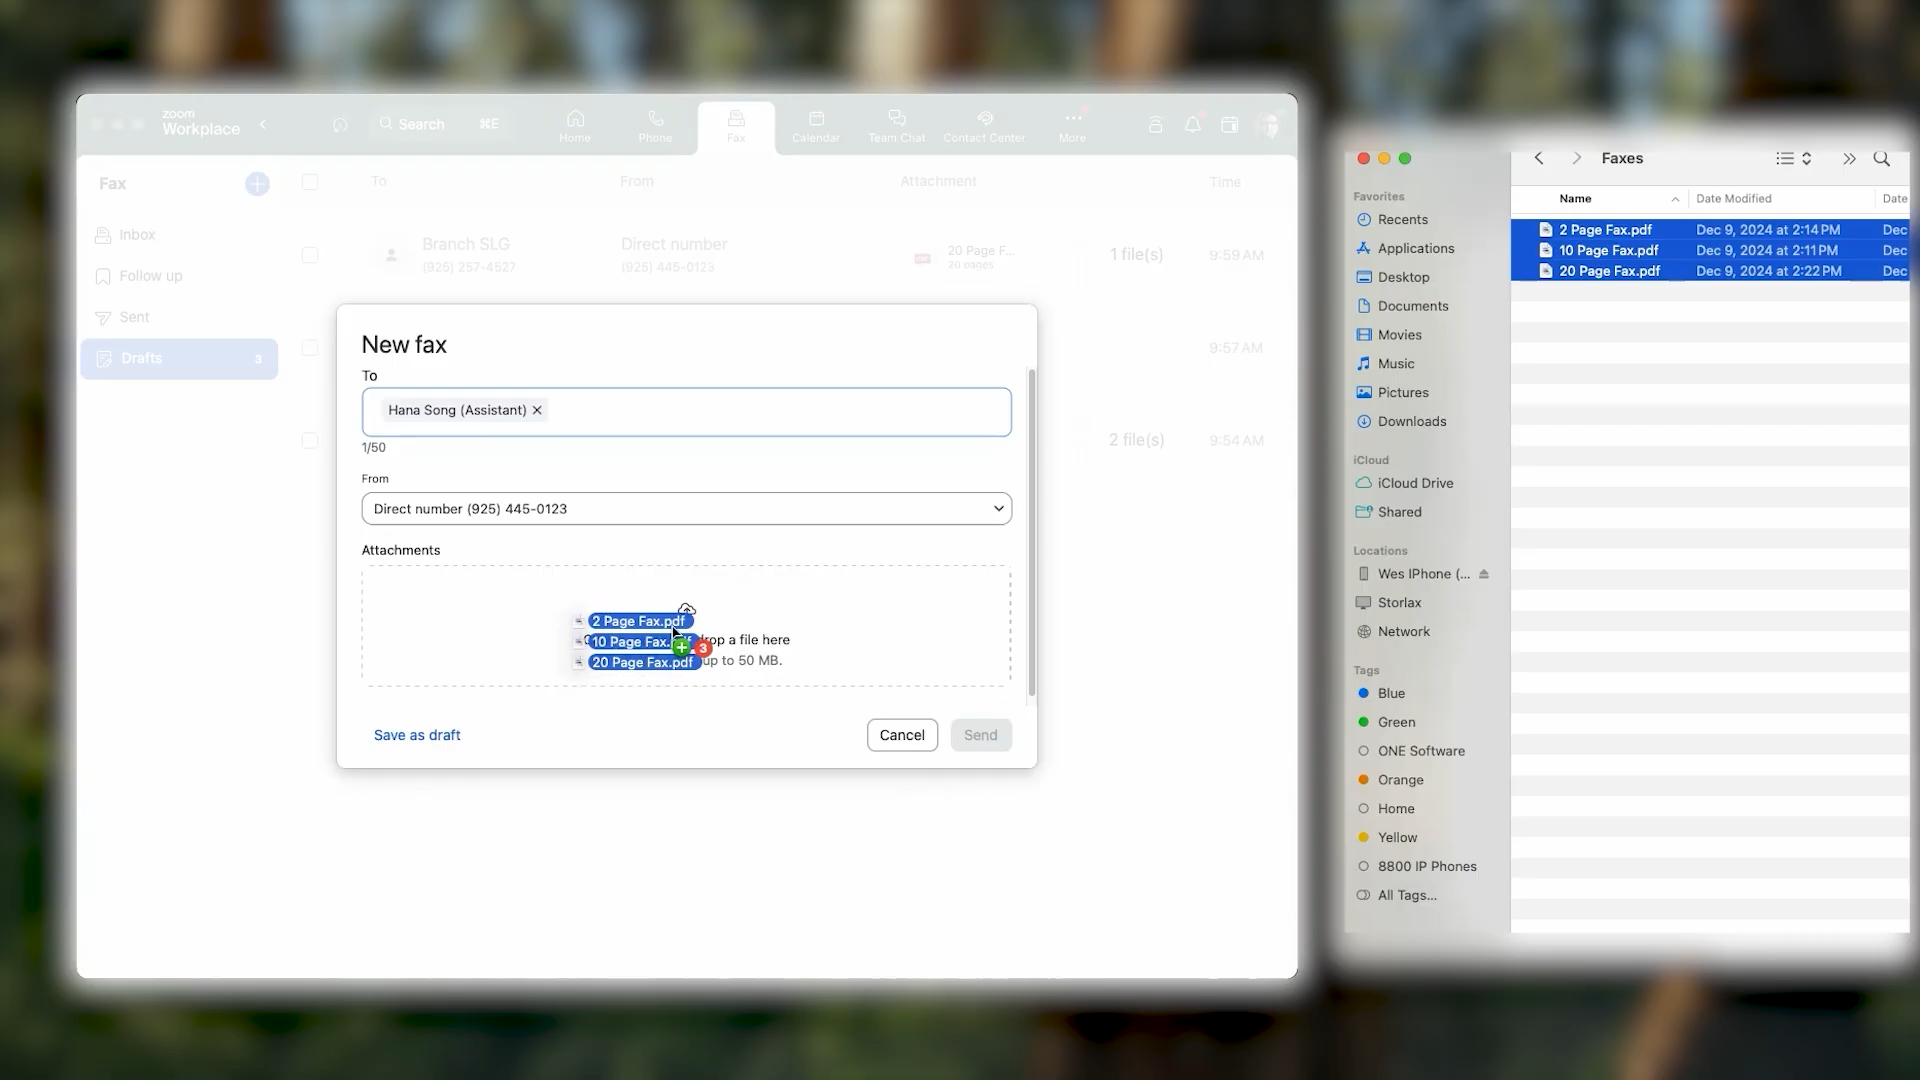 zoom
Workplace
Search
⌘E
Home
Phone
Fax
Calendar
Team Chat
Contact Center
More
Fax
To
From
Attachment
Time
Inbox
Follow up
Sent
Drafts
3
Branch SLG
(925) 257-4527
Direct number
(925) 445-0123
20 Page F...
20 pages
1 file(s)
9:59 AM
9:57 AM
2 file(s)
9:54 AM
New fax
To
Hana Song (Assistant)
1/50
From
Direct number (925) 445-0123
Attachments
2 Page Fax.pdf
10 Page Fax.
drop a file here
3
20 Page Fax.pdf
up to 50 MB.
Save as draft
Cancel
Send
Faxes
Name
Date Modified
Date
2 Page Fax.pdf
Dec 9, 2024 at 2:14 PM
Dec
10 Page Fax.pdf
Dec 9, 2024 at 2:11 PM
Dec
20 Page Fax.pdf
Dec 9, 2024 at 2:22 PM
Dec
Favorites
Recents
Applications
Desktop
Documents
Movies
Music
Pictures
Downloads
iCloud
iCloud Drive
Shared
Locations
Wes IPhone (...
Storlax
Network
Tags
Blue
Green
ONE Software
Orange
Home
Yellow
8800 IP Phones
All Tags...